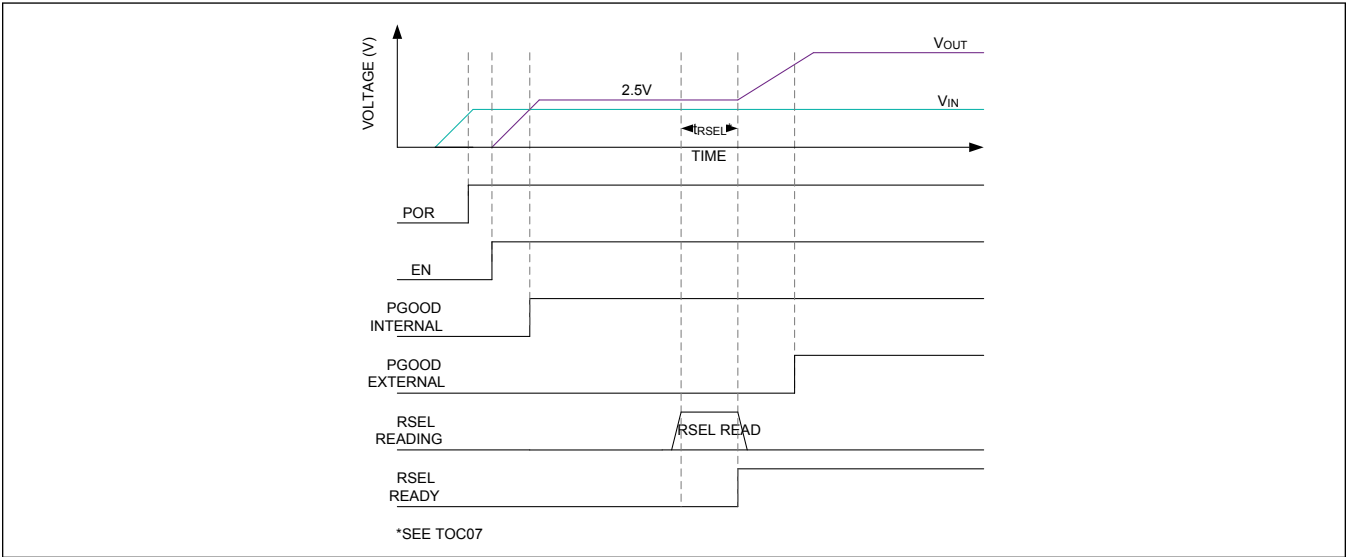 VOLTAGE (V)
VOUT
2.5V
VIN
tRSEL*
TIME
POR
EN
PGOOD
INTERNAL
PGOOD
EXTERNAL
RSEL
READING
RSEL READ
RSEL
READY
*SEE TOC07